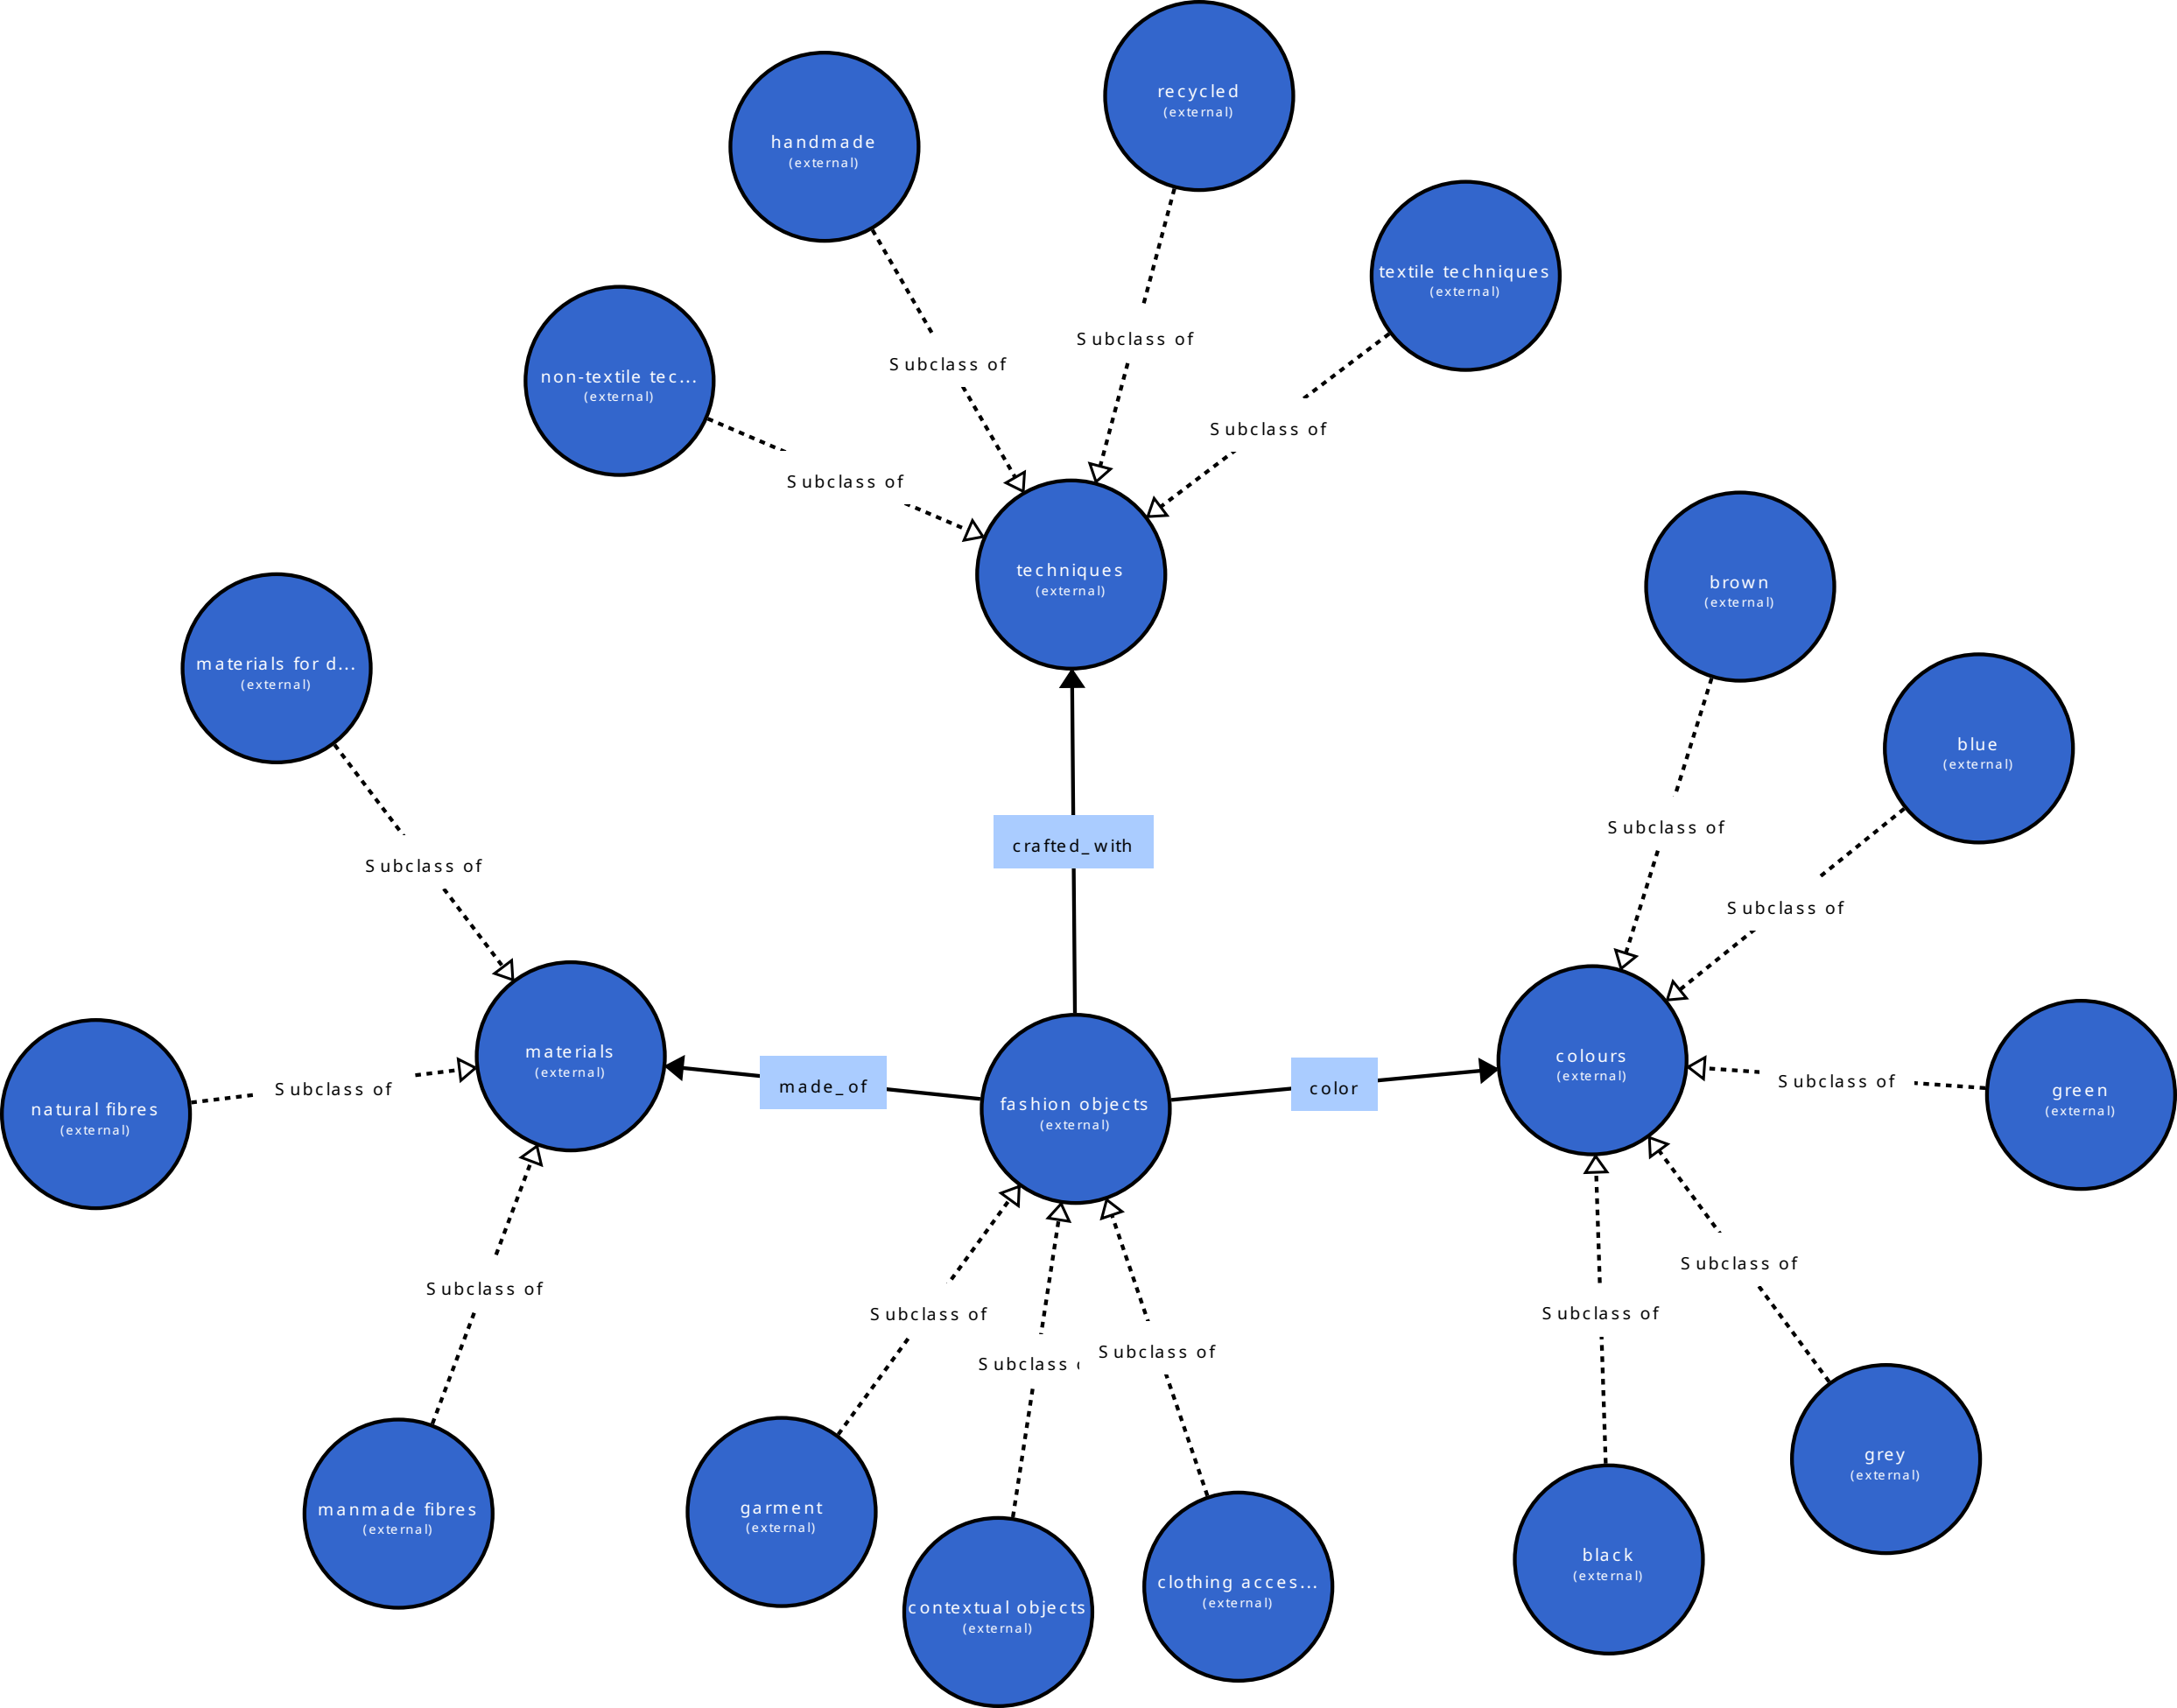 recycled
(external)
handmade
(external)
textile techniques
(external)
Subclass of
Subclass of
non-textile tec...
(external)
Subclass of
Subclass of
techniques
(external)
brown
(external)
materials for d...
(external)
blue
(external)
Subclass of
crafted_with
Subclass of
Subclass of
materials
(external)
colours
(external)
Subclass of
green
(external)
made_of
color
Subclass of
fashion objects
(external)
natural fibres
(external)
Subclass of
Subclass of
Subclass of
Subclass of
Subclass of
Subclass
grey
(external)
manmade fibres
(external)
garment
(external)
black
(external)
clothing acces...
(external)
contextual objects
(external)